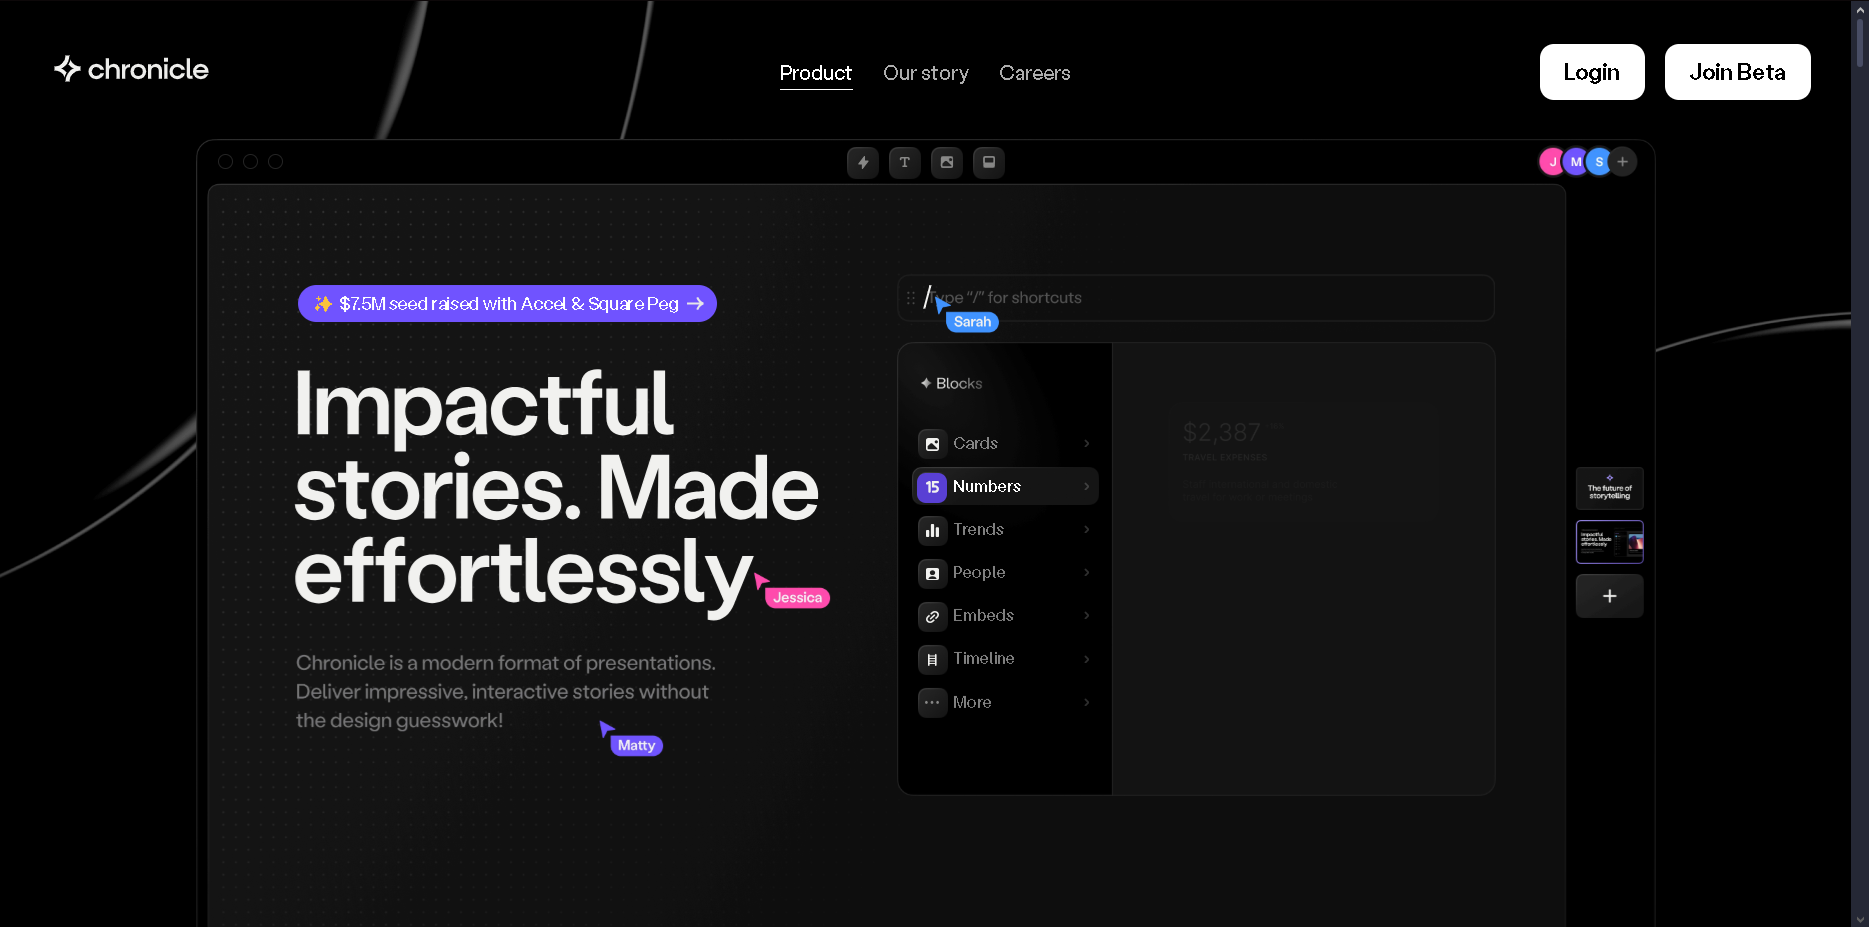 chronicle
Product
Our story
Careers
Login
Join Beta
T
J
M
S
+
✨ $7.5M seed raised with Accel & Square Peg →
Impactful
stories. Made
effortlessly
Jessica
Chronicle is a modern format of presentations.
Deliver impressive, interactive stories without
the design guesswork!
Matty
/Type “/” for shortcuts
Sarah
Blocks
Cards
15 Numbers
Trends
People
Embeds
Timeline
More
$2,387
TRAVEL EXPENSES
The future of
storytelling
Impactful
stories. Made
effortlessly
+